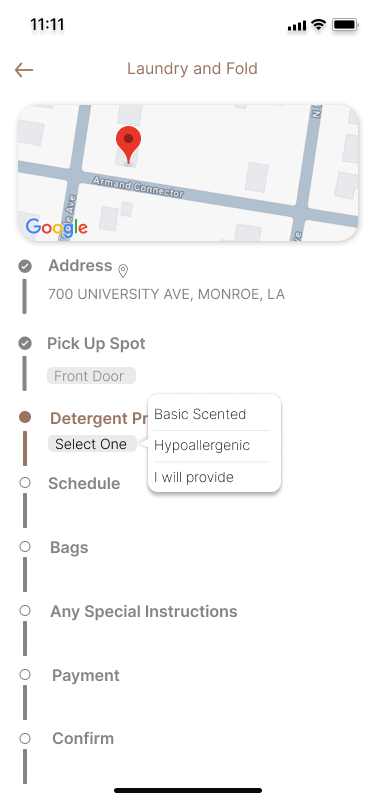 11:11
Laundry and Fold
Armand Connector
Ave
N
Google
Address
700 UNIVERSITY AVE, MONROE, LA
Pick Up Spot
Front Door
Detergent Pr
Select One
Basic Scented
Hypoallergenic
I will provide
Schedule
Bags
Any Special Instructions
Payment
Confirm